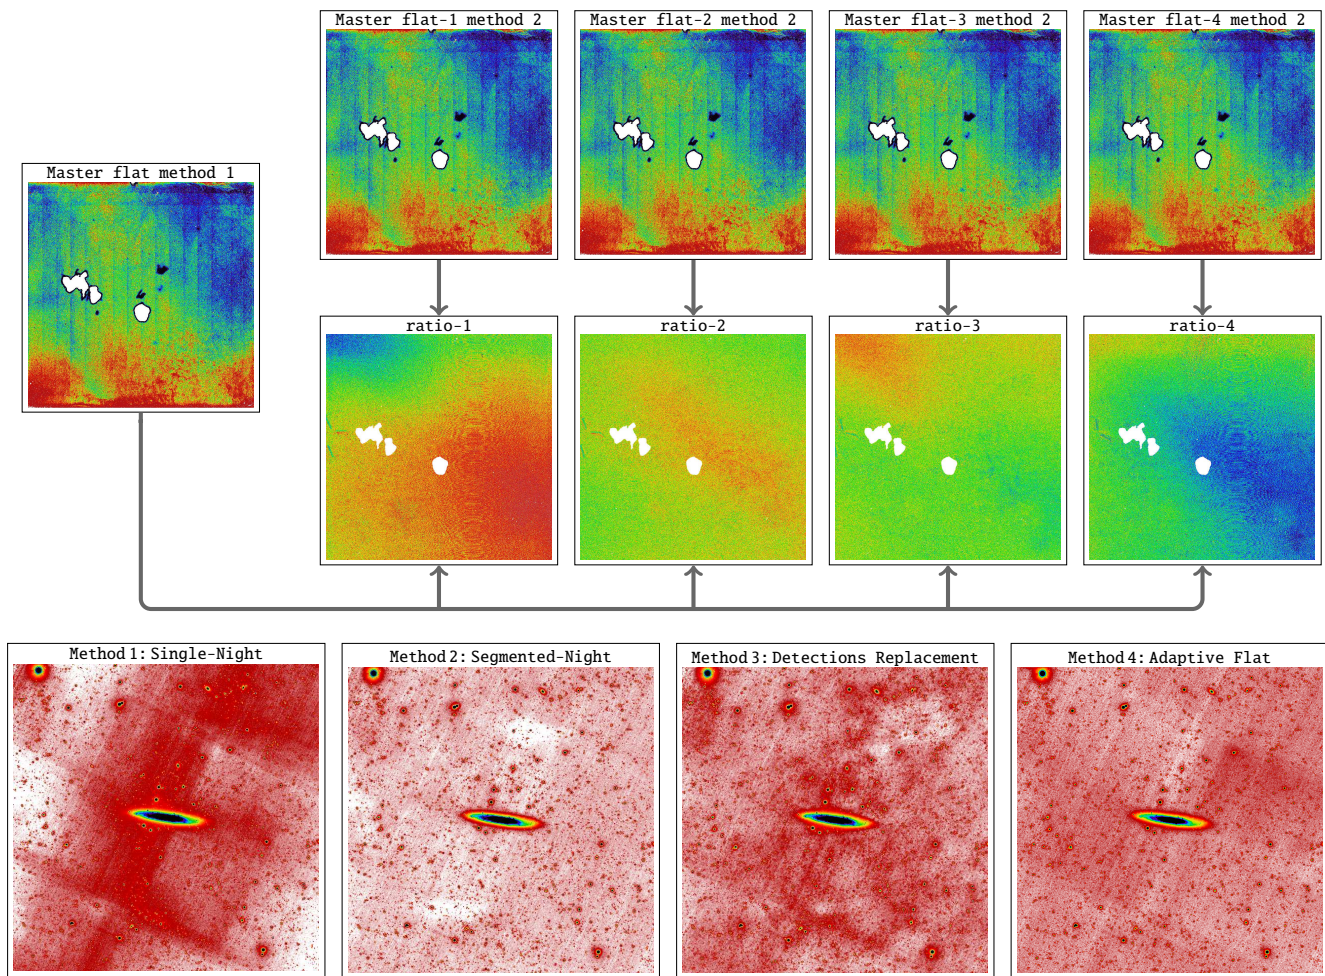 Master flat-1 method 2
Master flat-2 method 2
Master flat-3 method 2
Master flat-4 method 2
Master flat method 1
ratio-1
ratio-2
ratio-3
ratio-4
Method 1: Single-Night
Method 2: Segmented-Night
Method 3: Detections Replacement
Method 4: Adaptive Flat